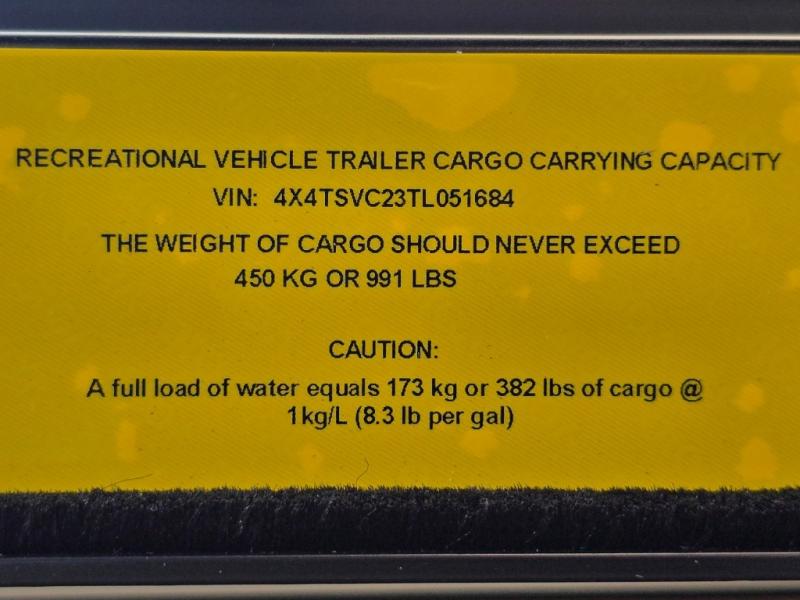 RECREATIONAL VEHICLE TRAILER CARGO CARRYING CAPACITY
VIN: 4X4TSVC23TL051684
THE WEIGHT OF CARGO SHOULD NEVER EXCEED
450 KG OR 991 LBS
CAUTION:
A full load of water equals 173 kg or 382 lbs of cargo @
1kg/L (8.3 lb per gal)